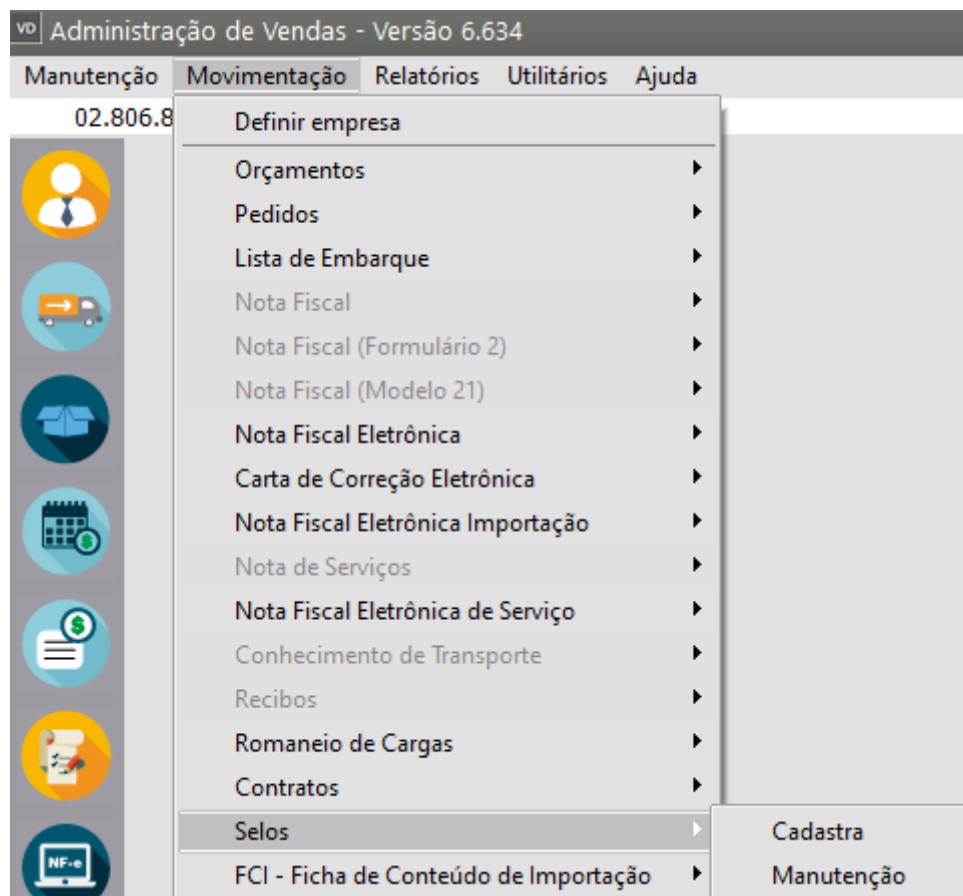 VD Administração de Vendas - Versão 6.634
Manutenção Movimentação Relatórios Utilitários Ajuda
02.806.8
Definir empresa
Orçamentos
Pedidos
Lista de Embarque
Nota Fiscal
Nota Fiscal (Formulário 2)
Nota Fiscal (Modelo 21)
Nota Fiscal Eletrônica
Carta de Correção Eletrônica
Nota Fiscal Eletrônica Importação
Nota de Serviços
Nota Fiscal Eletrônica de Serviço
Conhecimento de Transporte
Recibos
Romaneio de Cargas
Contratos
Selos Cadastra
NF-e FCI - Ficha de Conteúdo de Importação Manutenção